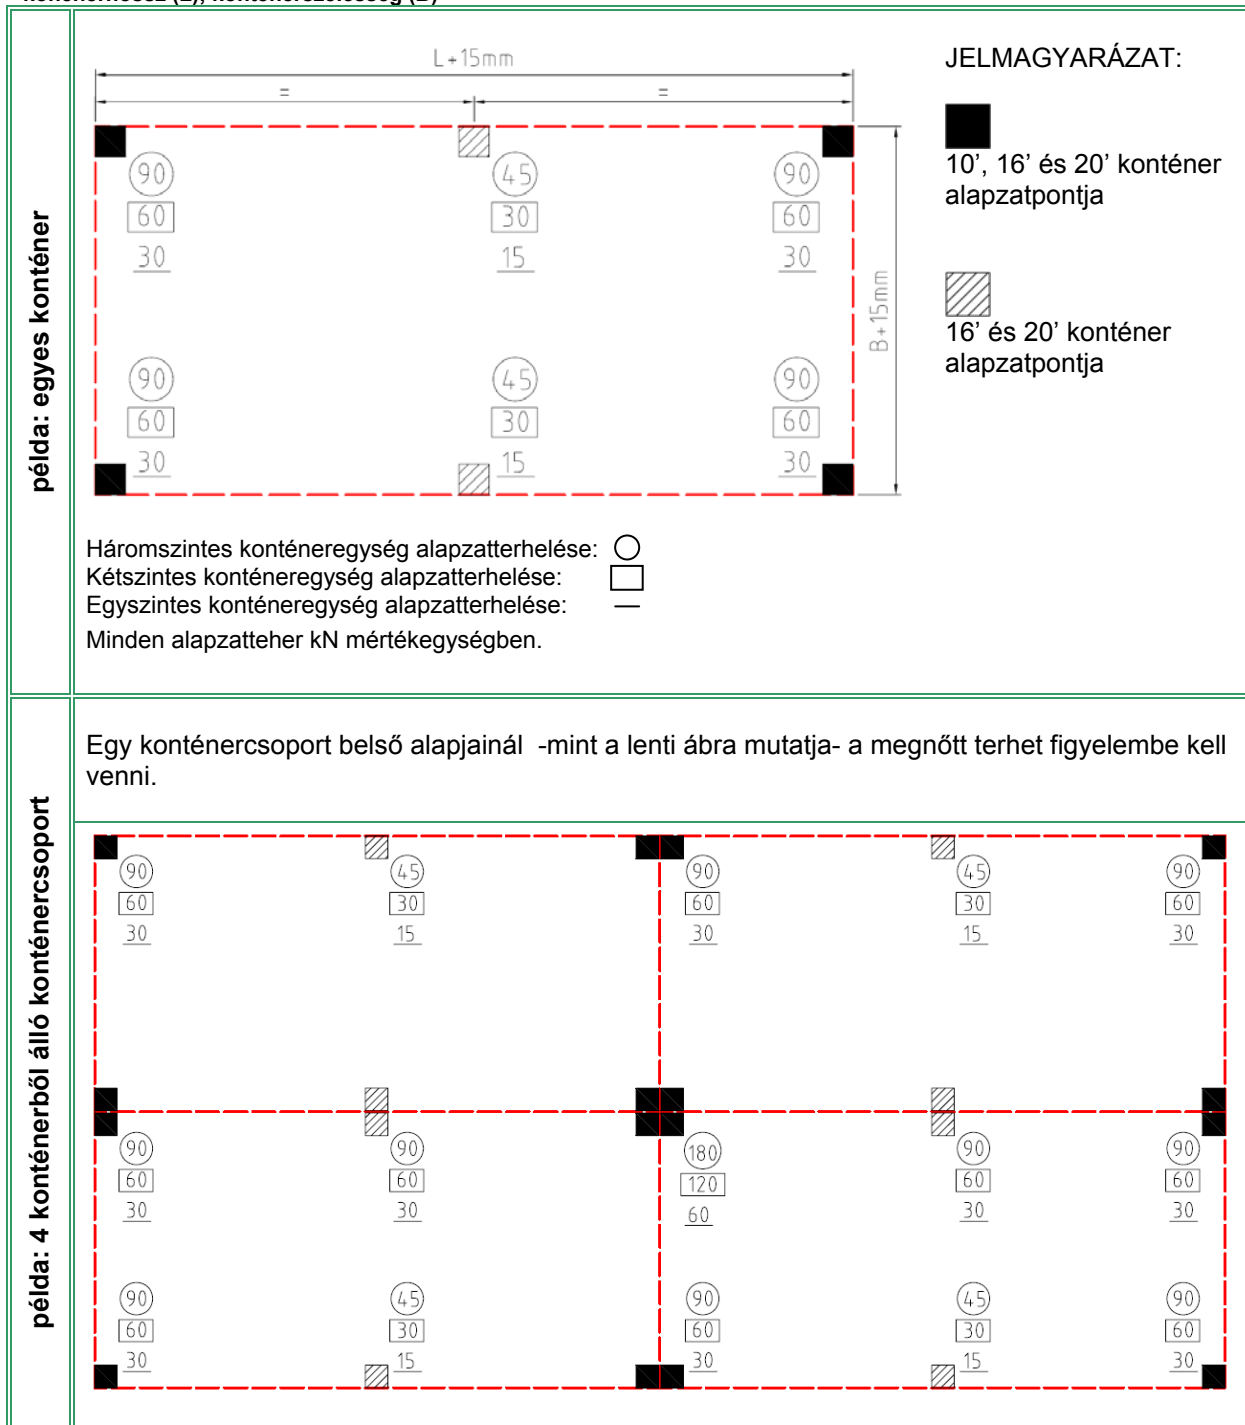 L+15mm
= =
90 45 90
60 30 60
30 15 30
B+15mm
90 45 90
60 30 60
30 15 30
JELMAGYARÁZAT:
10’, 16’ és 20’ konténer
alapzatpontja
16’ és 20’ konténer
alapzatpontja
példa: egyes konténer
Háromszintes konténeregység alapzatterhelése:
Kétszintes konténeregység alapzatterhelése:
Egyszintes konténeregység alapzatterhelése:
Minden alapzatteher kN mértékegységben.
példa: 4 konténerből álló konténercsoport
Egy konténercsoport belső alapjainál -mint a lenti ábra mutatja- a megnőtt terhet figyelembe kell
venni.
90 45 90 45 90
60 30 60 30 60
30 15 30 15 30
90 90 180 90 90
60 60 120 60 60
30 30 60 30 30
90 45 90 45 90
60 30 60 30 60
30 15 30 15 30